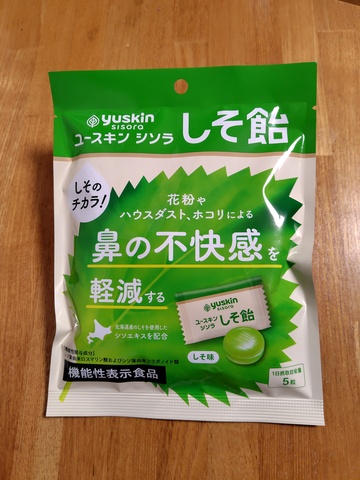 yuskin
SISORA
ユースキン シソラ
しそ飴
しその
チカラ!
花粉や
ハウスダスト、ホコリによる
鼻の不快感を
軽減する
北海道産のしそを使用した
シソエキスを配合
yuskin
SISORA
ユースキン
シソラ
しそ飴
しそ味
機能性表示食品
1日摂取目安量
5粒